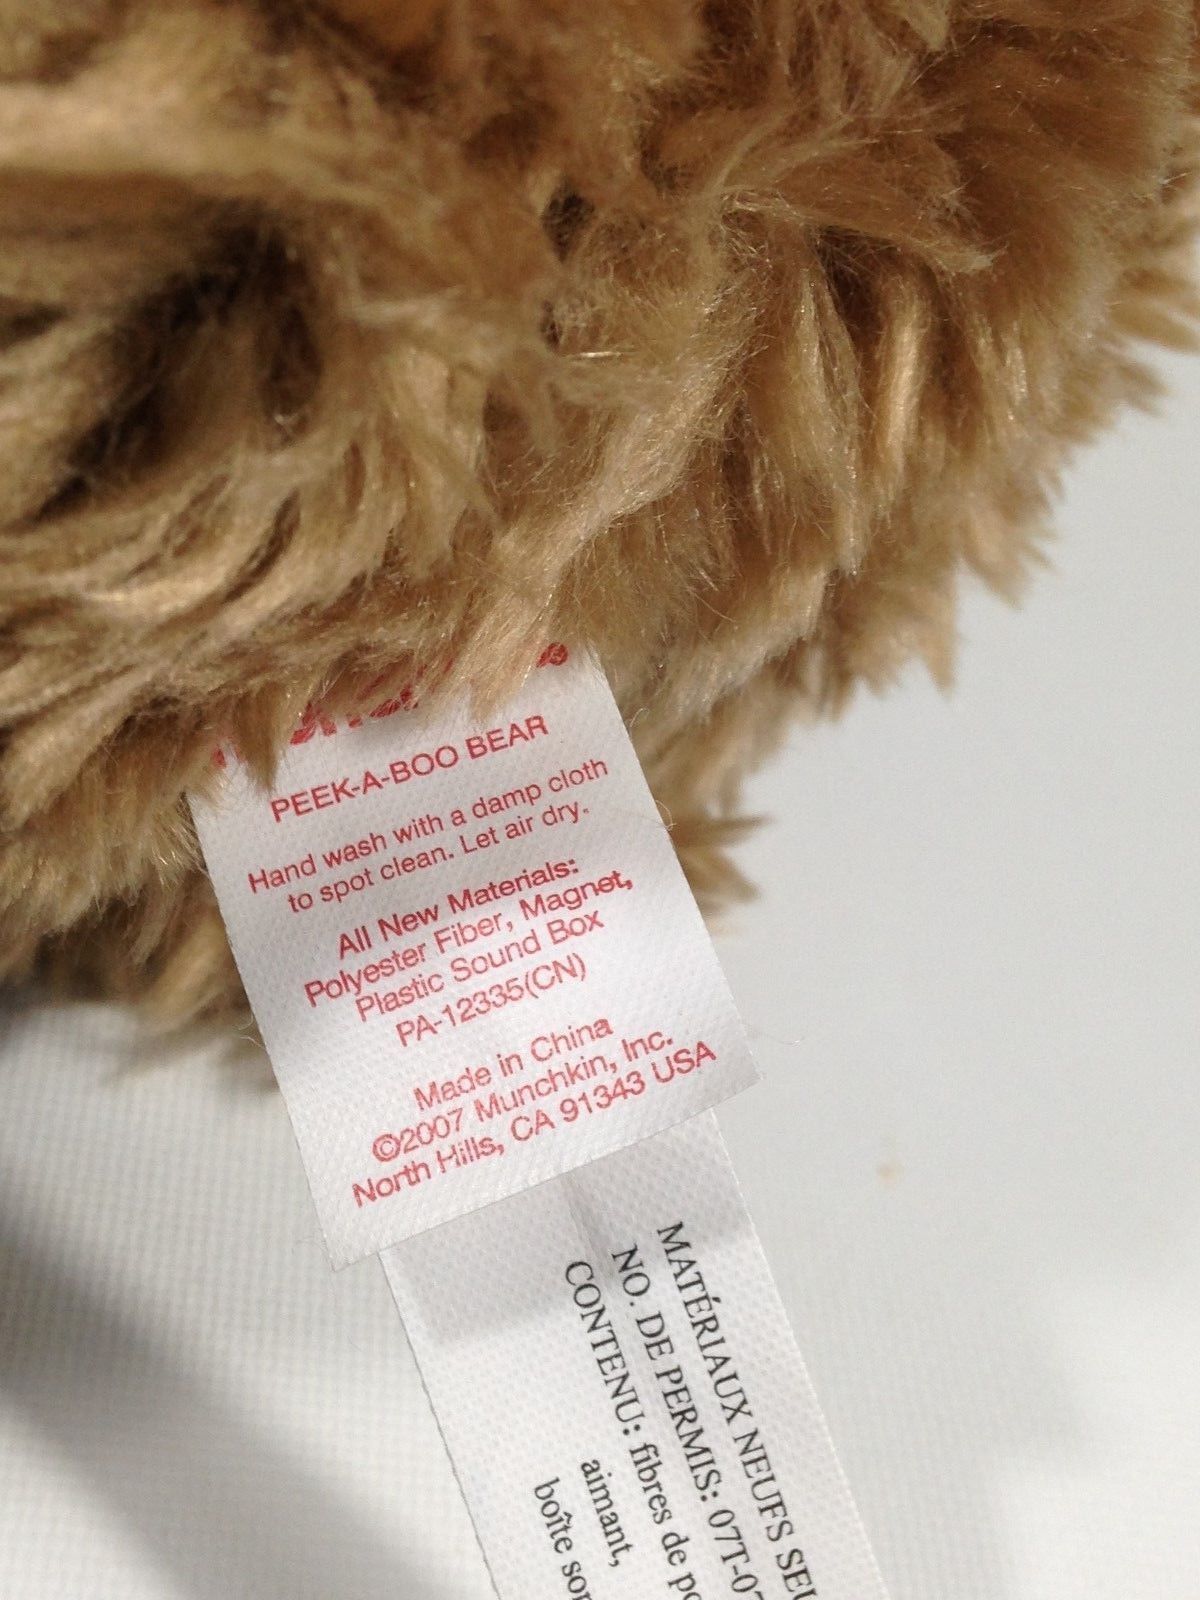 PEEK-A-BOO BEAR
Hand wash with a damp cloth
to spot clean. Let air dry.
All New Materials:
Polyester Fiber, Magnet,
Plastic Sound Box
PA-12335(CN)
Made in China
©2007 Munchkin, Inc.
North Hills, CA 91343 USA
MATÉRIAUX NEUFS
NO. DE PERMIS:
CONTENU: fibres de
aimant,
boîte